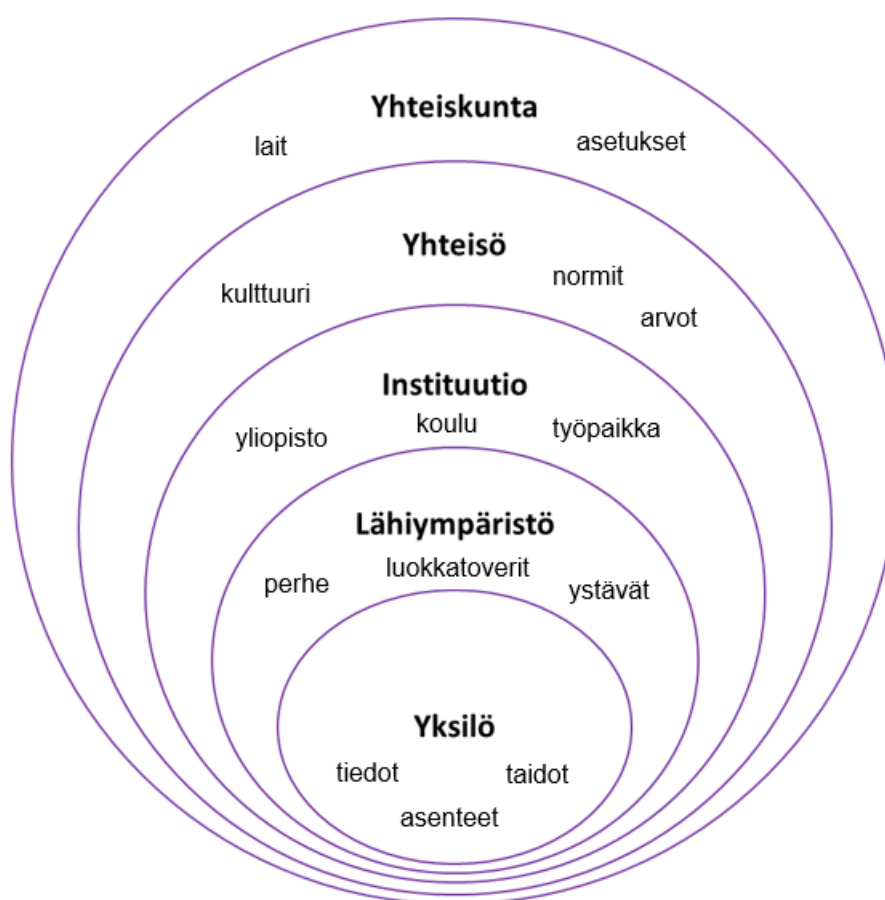 Yhteiskunta
lait
asetukset
Yhteisö
kulttuuri
normit
arvot
Instituutio
yliopisto
koulu
työpaikka
Lähiympäristö
perhe
luokkatoverit
ystävät
Yksilö
tiedot
taidot
asenteet